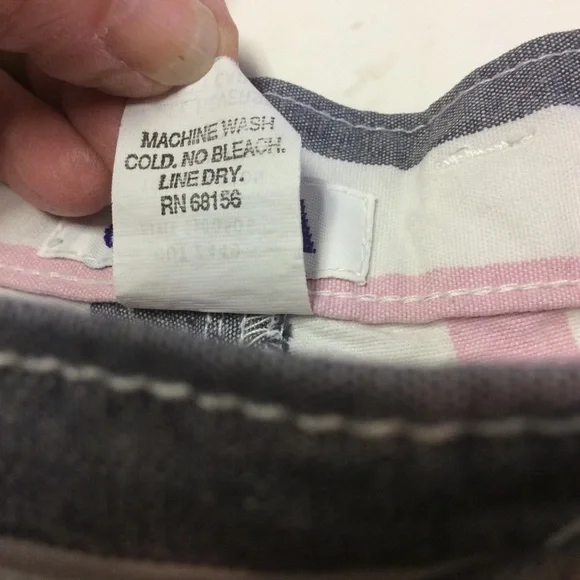 MACHINE WASH
COLD. NO BLEACH.
LINE DRY.
RN 68156